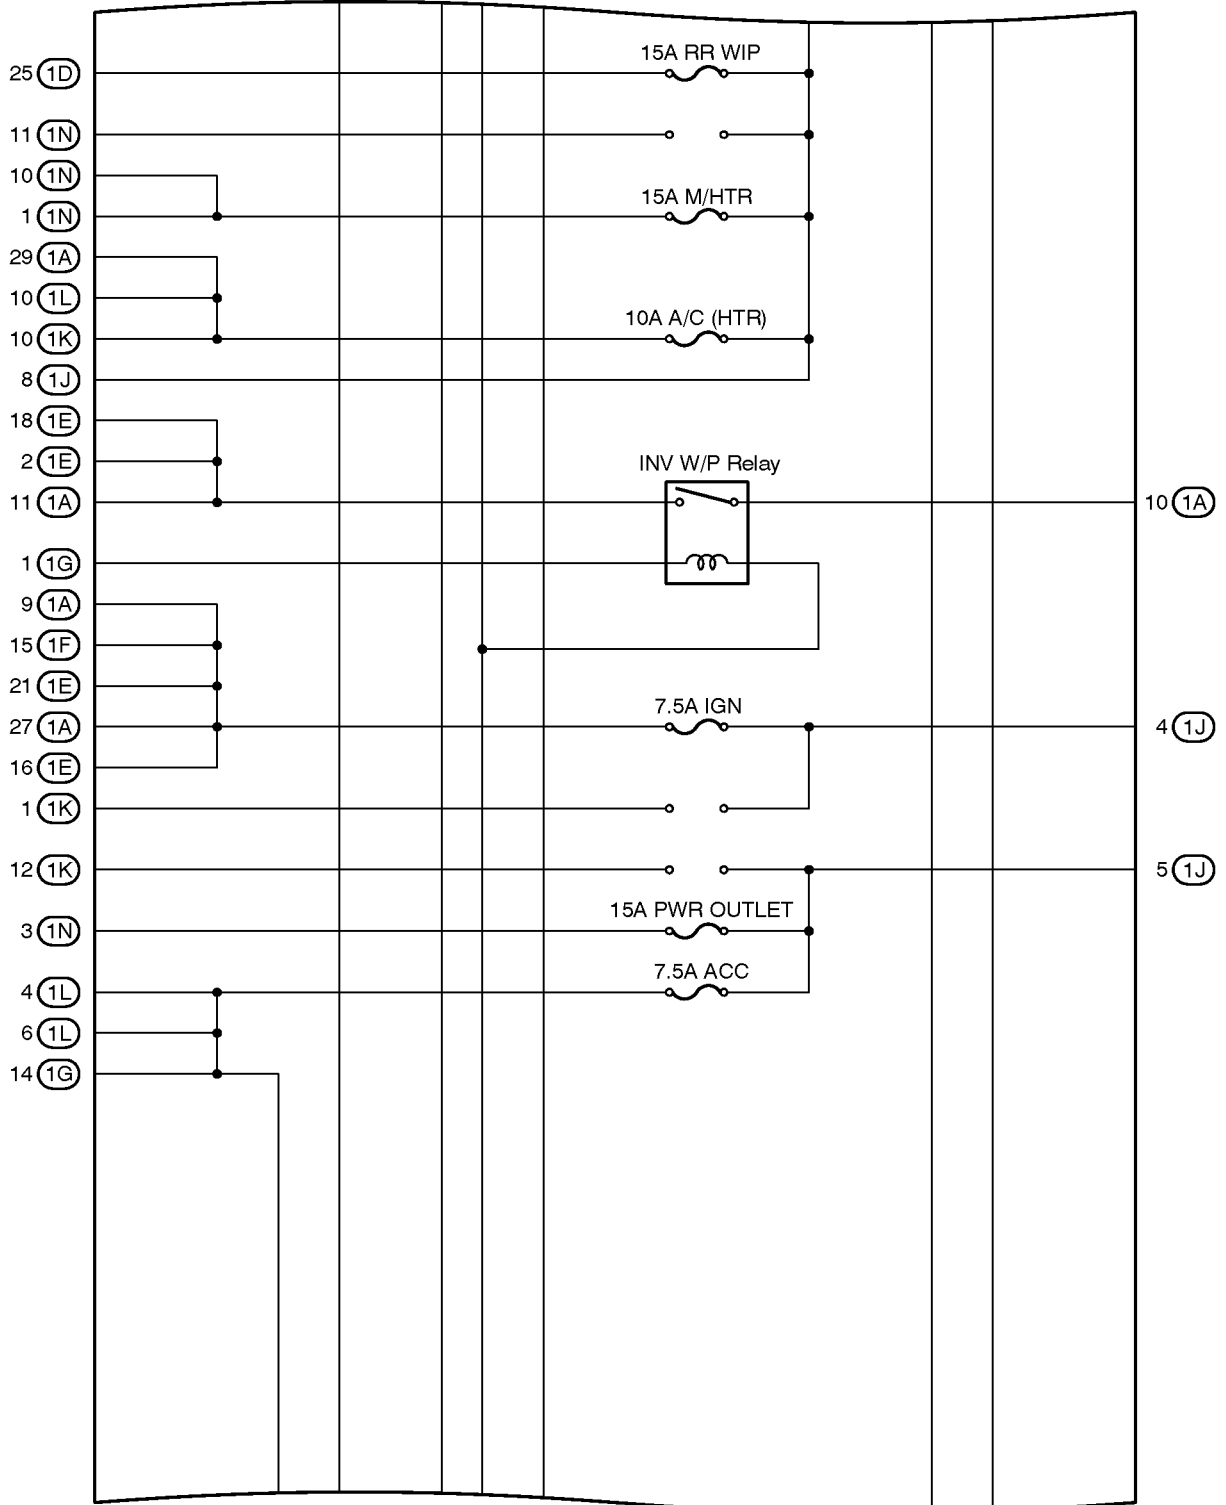 15A RR WIP
25 1D
11 1N
10 1N
15A M/HTR
1 1N
29 1A
10 1L
10A A/C (HTR)
10 1K
8 1J
18 1E
2 1E
INV W/P Relay
11 1A
10 1A
1 1G
9 1A
15 1F
21 1E
7.5A IGN
27 1A
4 1J
16 1E
1 1K
12 1K
5 1J
15A PWR OUTLET
3 1N
7.5A ACC
4 1L
6 1L
14 1G